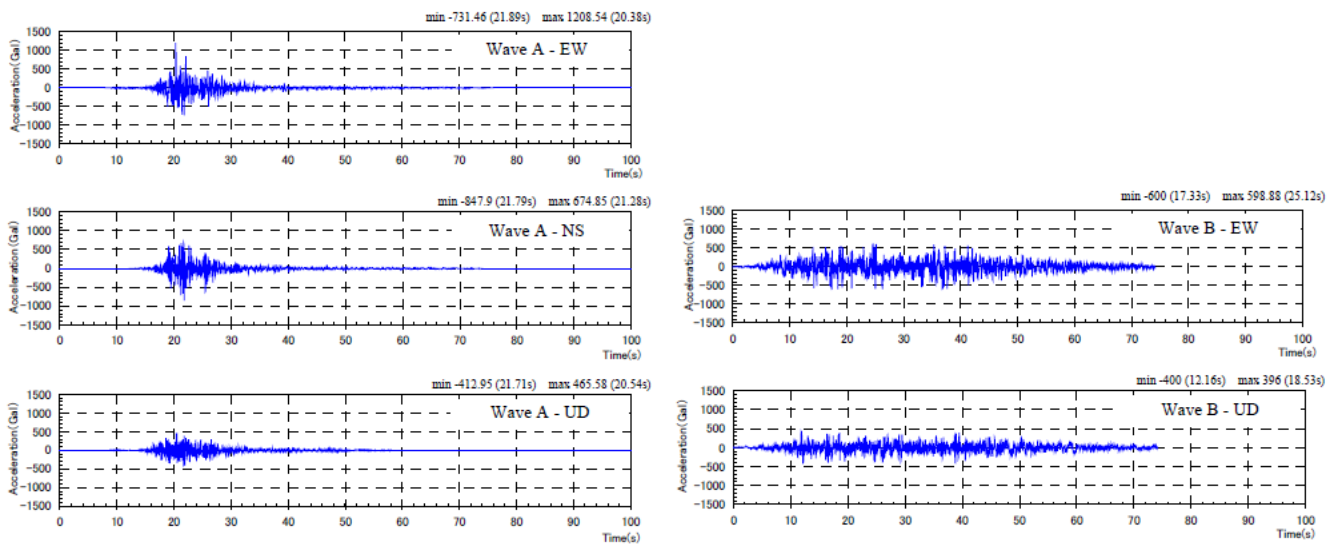 min -731.46 (21.89s) max 1208.54 (20.38s)
Wave A - EW
Acceleration(Gal)
1500
1000
500
0
-500
-1000
-1500
0 10 20 30 40 50 60 70 80 90 100
Time(s)
min -847.9 (21.79s) max 674.85 (21.28s)
Wave A - NS
Acceleration(Gal)
1500
1000
500
0
-500
-1000
-1500
0 10 20 30 40 50 60 70 80 90 100
Time(s)
min -412.95 (21.71s) max 465.58 (20.54s)
Wave A - UD
Acceleration(Gal)
1500
1000
500
0
-500
-1000
-1500
0 10 20 30 40 50 60 70 80 90 100
Time(s)
min -600 (17.33s) max 598.88 (25.12s)
Wave B - EW
Acceleration(Gal)
1500
1000
500
0
-500
-1000
-1500
0 10 20 30 40 50 60 70 80 90 100
Time(s)
min -400 (12.16s) max 396 (18.53s)
Wave B - UD
Acceleration(Gal)
1500
1000
500
0
-500
-1000
-1500
0 10 20 30 40 50 60 70 80 90 100
Time(s)